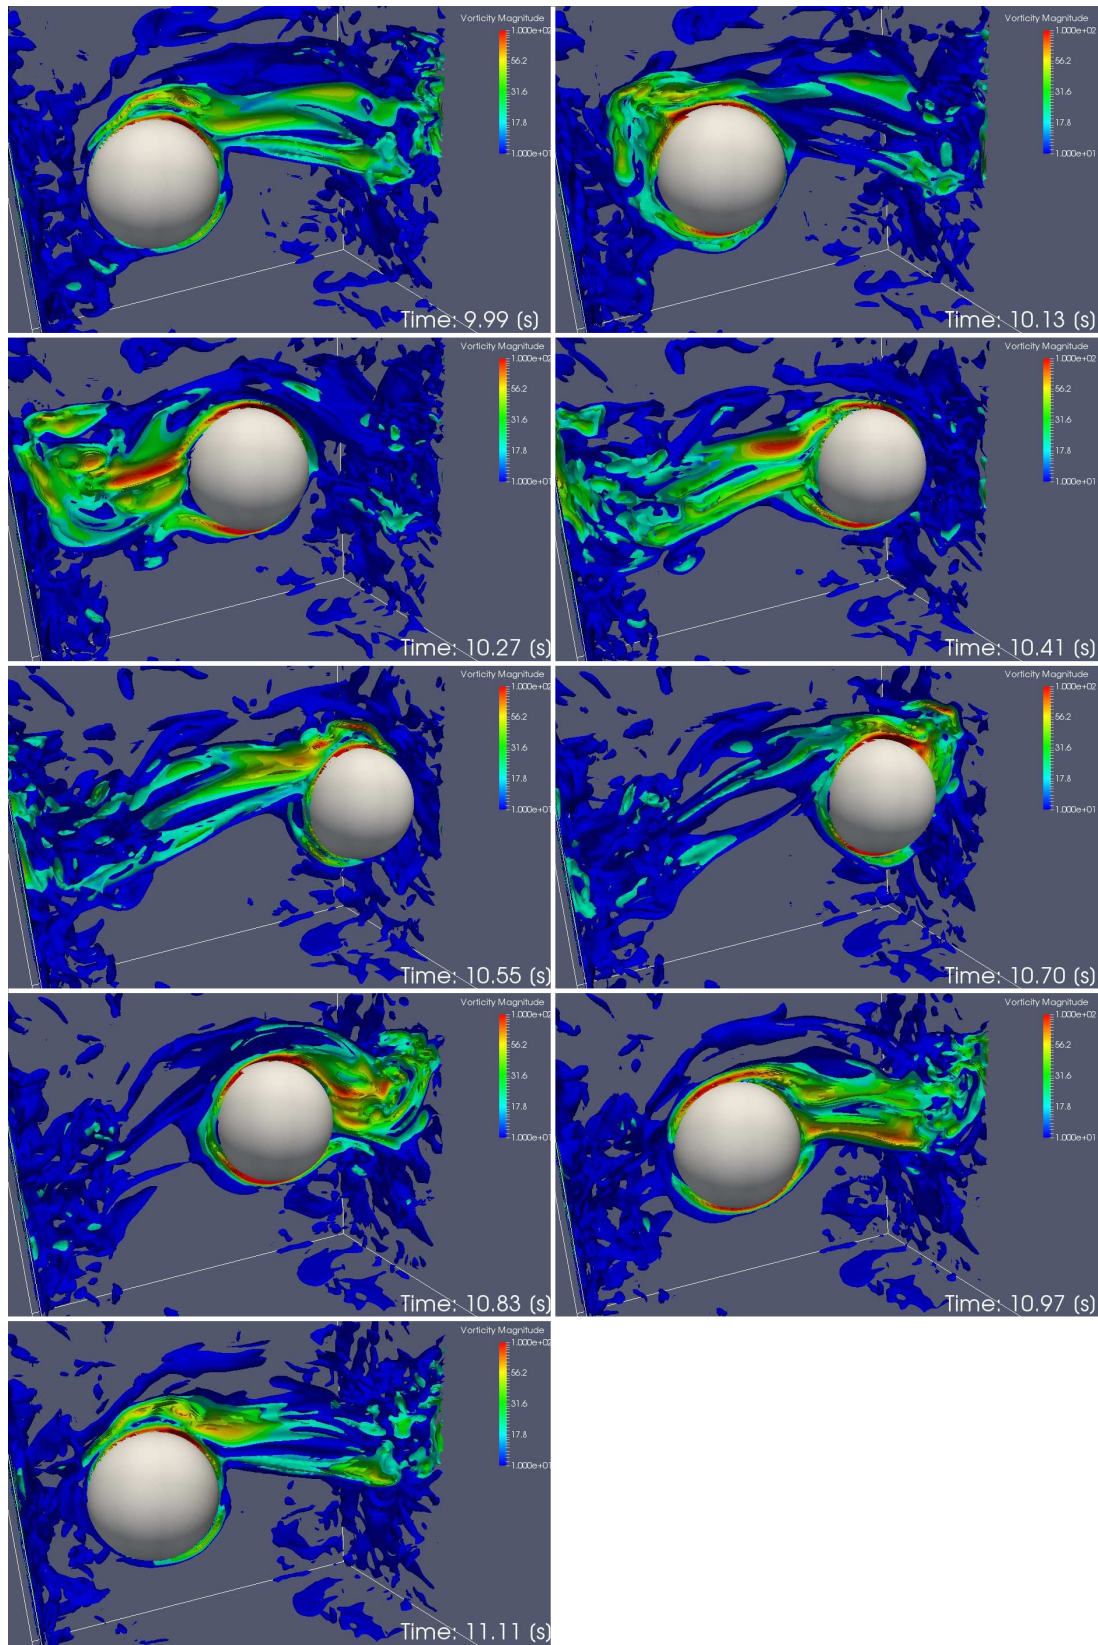 Vorticity Magnitude
1.000e+02
56.2
31.6
17.8
1.000e+01
Time: 9.99 (s)
Vorticity Magnitude
1.000e+02
56.2
31.6
17.8
1.000e+01
Time: 10.13 (s)
Vorticity Magnitude
1.000e+02
56.2
31.6
17.8
1.000e+01
Time: 10.27 (s)
Vorticity Magnitude
1.000e+02
56.2
31.6
17.8
1.000e+01
Time: 10.41 (s)
Vorticity Magnitude
1.000e+02
56.2
31.6
17.8
1.000e+01
Time: 10.55 (s)
Vorticity Magnitude
1.000e+02
56.2
31.6
17.8
1.000e+01
Time: 10.70 (s)
Vorticity Magnitude
1.000e+02
56.2
31.6
17.8
1.000e+01
Time: 10.83 (s)
Vorticity Magnitude
1.000e+02
56.2
31.6
17.8
1.000e+01
Time: 10.97 (s)
Vorticity Magnitude
1.000e+02
56.2
31.6
17.8
1.000e+01
Time: 11.11 (s)